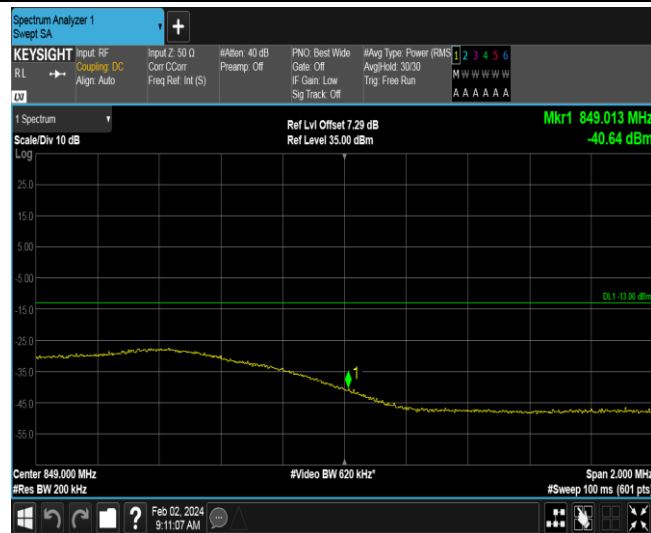 Spectrum Analyzer 1
Swept SA
+
KEYSIGHT
RL
LXI
Input: RF
Coupling: DC
Align: Auto
Input Z: 50 Ω
Corr CCorr
Freq Ref: Int (S)
#Atten: 40 dB
Preamp: Off
PNO: Best Wide
Gate: Off
IF Gain: Low
Sig Track: Off
#Avg Type: Power (RMS
Avg|Hold: 30/30
Trig: Free Run
1 2 3 4 5 6
M W W W W W
A A A A A A
1 Spectrum
Scale/Div 10 dB
Log
Ref Lvl Offset 7.29 dB
Ref Level 35.00 dBm
Mkr1 849.013 MHz
-40.64 dBm
25.0
15.0
5.00
-5.00
DL1 -13.00 dBm
-15.0
-25.0
-35.0
1
-45.0
-55.0
Center 849.000 MHz
#Video BW 620 kHz*
Span 2.000 MHz
#Res BW 200 kHz
#Sweep 100 ms (601 pts)
?
Feb 02, 2024
9:11:07 AM